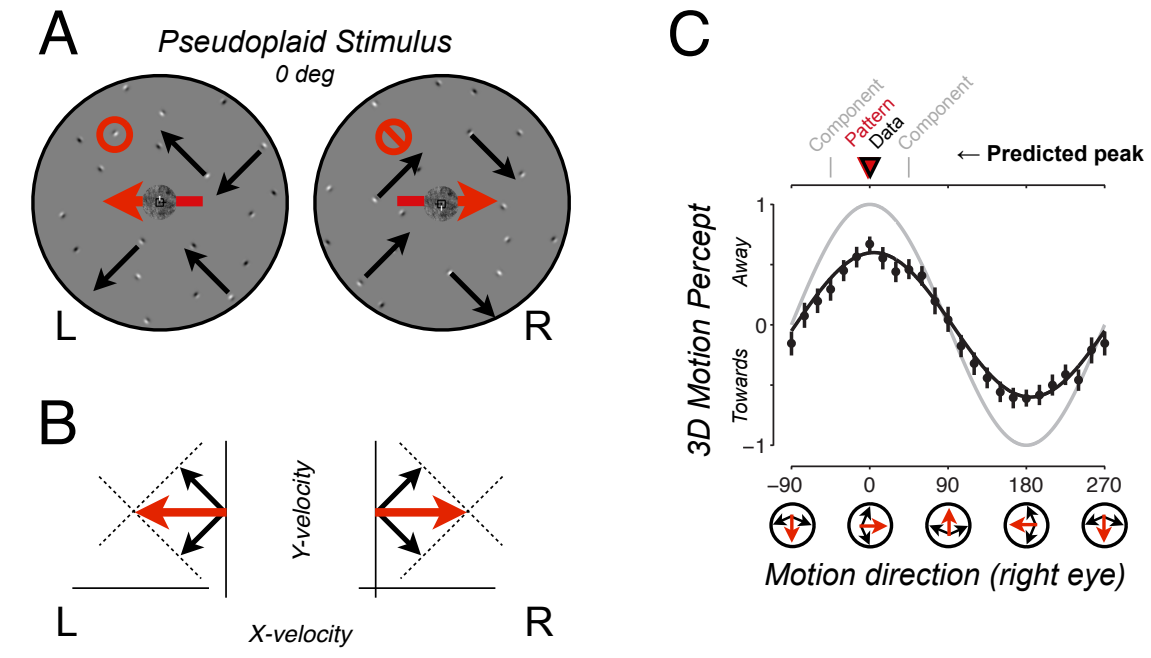 A
Pseudoplaid Stimulus
0 deg
L
R
B
Y-velocity
L
X-velocity
R
C
Component
Pattern
Data
Component
← Predicted peak
3D Motion Percept
Away
Towards
1
0
−1
−90
0
90
180
270
Motion direction (right eye)